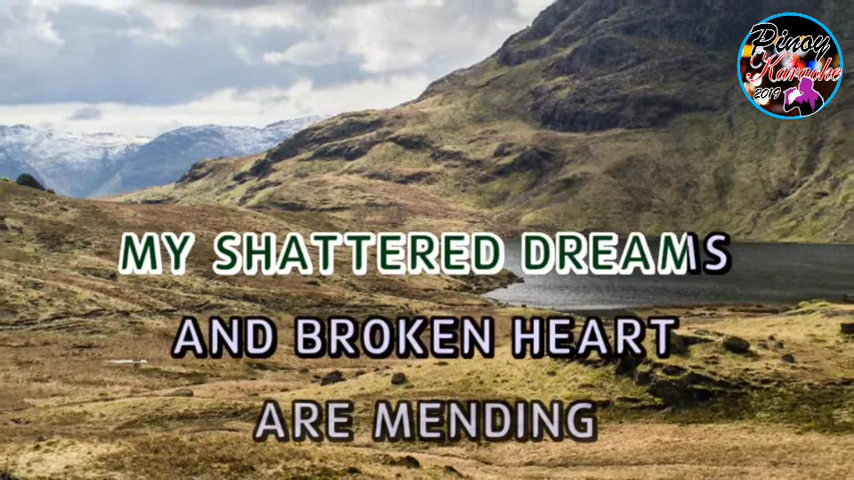 Pinoy
Karaoke
2019
MY SHATTERED DREAMS
AND BROKEN HEART
ARE MENDING